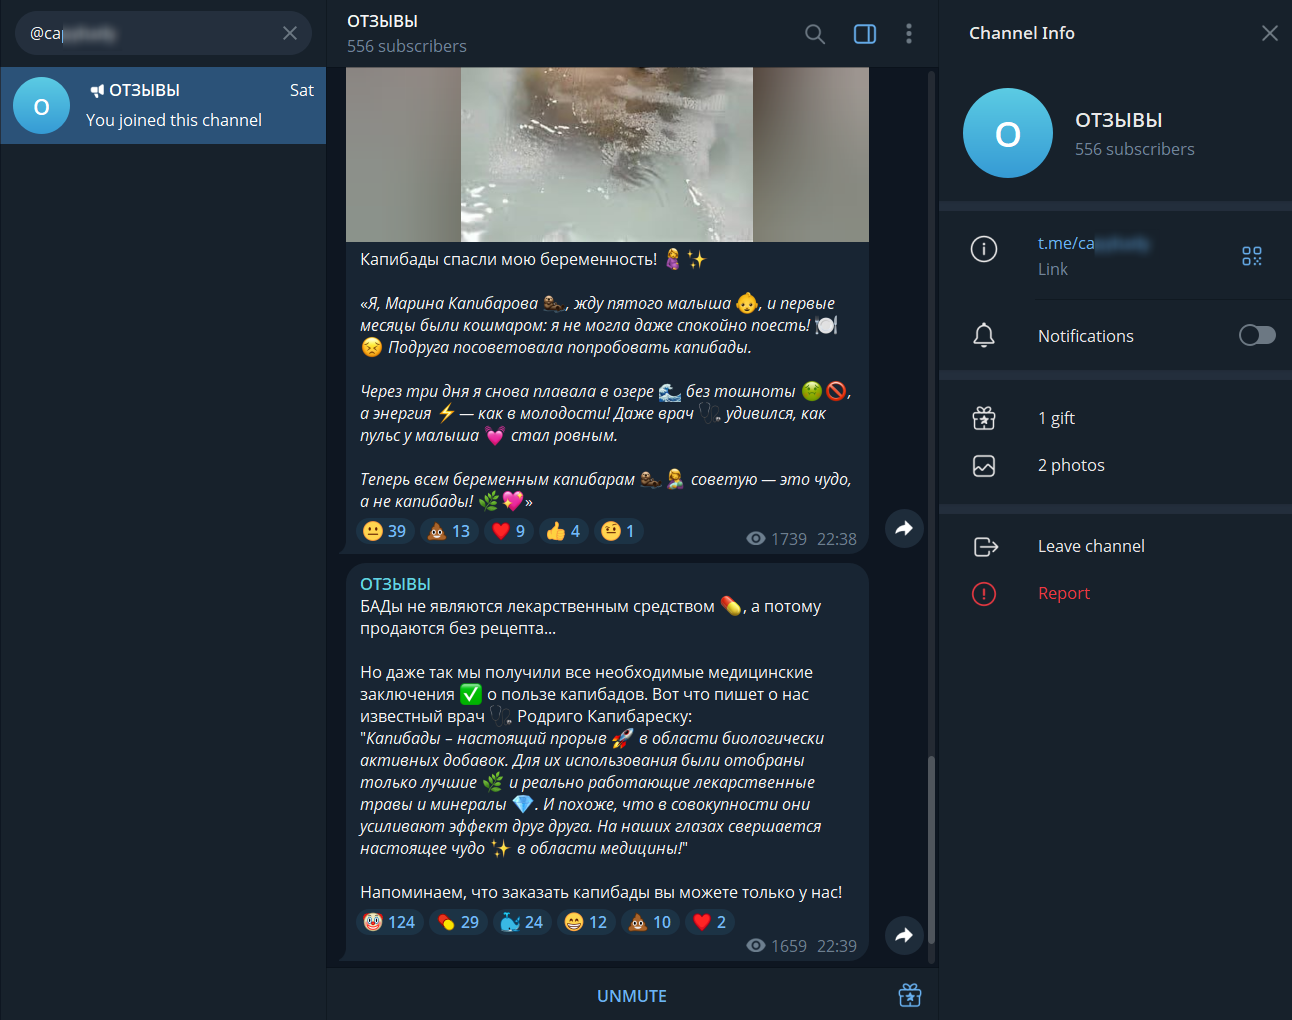 @ca
ОТЗЫВЫ
Sat
You joined this channel
О
ОТЗЫВЫ
556 subscribers
Капибады спасли мою беременность! 🤰✨
«Я, Марина Капибарова 🦦, жду пятого малыша 👶, и первые
месяцы были кошмаром: я не могла даже спокойно поесть! 🍽️
😣 Подруга посоветовала попробовать капибады.
Через три дня я снова плавала в озере 🌊 без тошноты 🤢🚫,
а энергия ⚡ — как в молодости! Даже врач 🩺 удивился, как
пульс у малыша 💓 стал ровным.
Теперь всем беременным капибарам 🦦🤱 советую — это чудо,
а не капибады! 🌿💖»
😐 39 💩 13 ❤️ 9 👍 4 🤨 1
1739 22:38
ОТЗЫВЫ
БАДы не являются лекарственным средством 💊, а потому
продаются без рецепта...
Но даже так мы получили все необходимые медицинские
заключения ✅ о пользе капибадов. Вот что пишет о нас
известный врач 🩺 Родриго Капибареску:
"Капибады – настоящий прорыв 🚀 в области биологически
активных добавок. Для их использования были отобраны
только лучшие 🌿 и реально работающие лекарственные
травы и минералы 💎. И похоже, что в совокупности они
усиливают эффект друг друга. На наших глазах свершается
настоящее чудо ✨ в области медицины!"
Напоминаем, что заказать капибады вы можете только у нас!
🤡 124 💊 29 🐳 24 😁 12 💩 10 ❤️ 2
1659 22:39
UNMUTE
Channel Info
О
ОТЗЫВЫ
556 subscribers
t.me/ca
Link
Notifications
1 gift
2 photos
Leave channel
Report